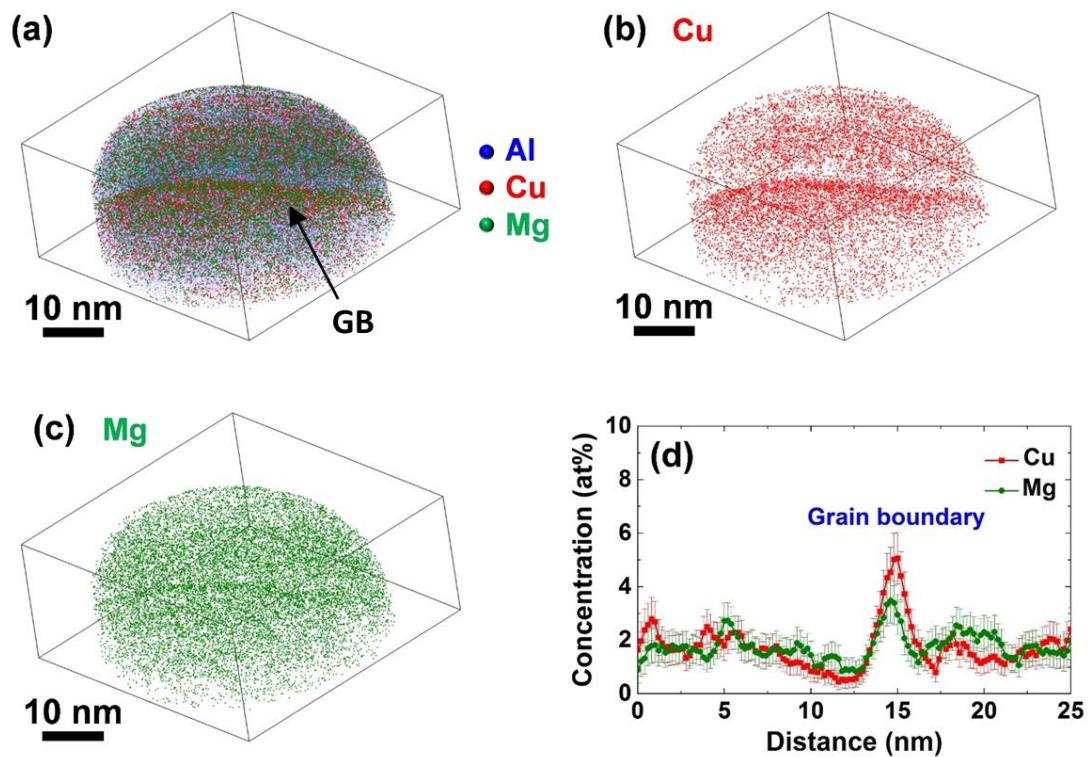 (a)
Al
Cu
Mg
GB
10 nm
(b) Cu
10 nm
(c) Mg
10 nm
(d)
Cu
Mg
Grain boundary
Concentration (at%)
10
8
6
4
2
0
0 5 10 15 20 25
Distance (nm)